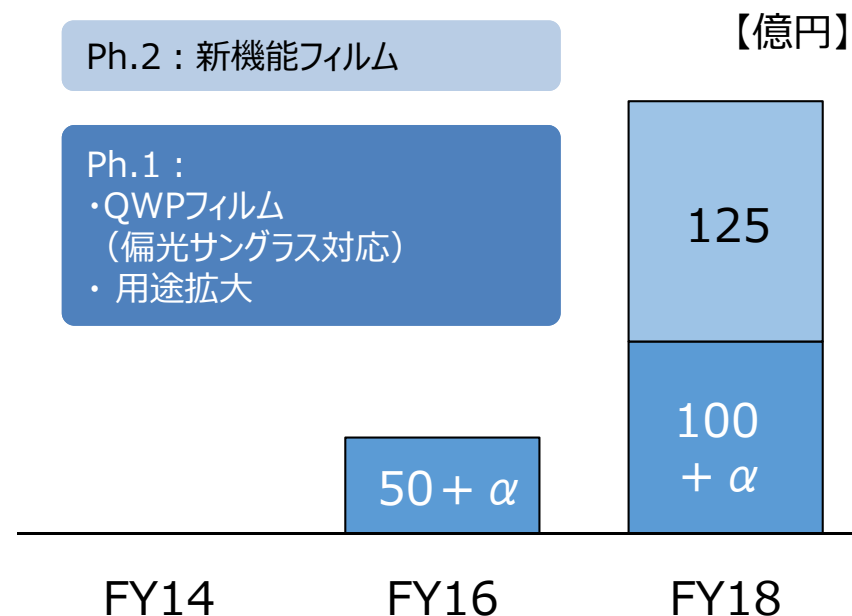 【億円】
Ph.2：新機能フィルム
Ph.1：
・QWPフィルム
（偏光サングラス対応）
・ 用途拡大
125
100
+ α
50+ α
FY14
FY16
FY18